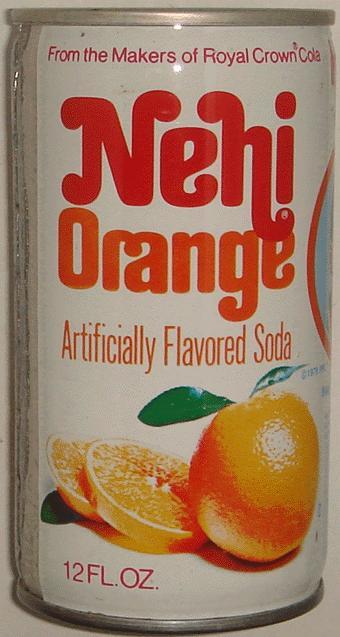 From the Makers of Royal Crown® Cola
Nehi®
Orange
Artificially Flavored Soda
12 FL. OZ.